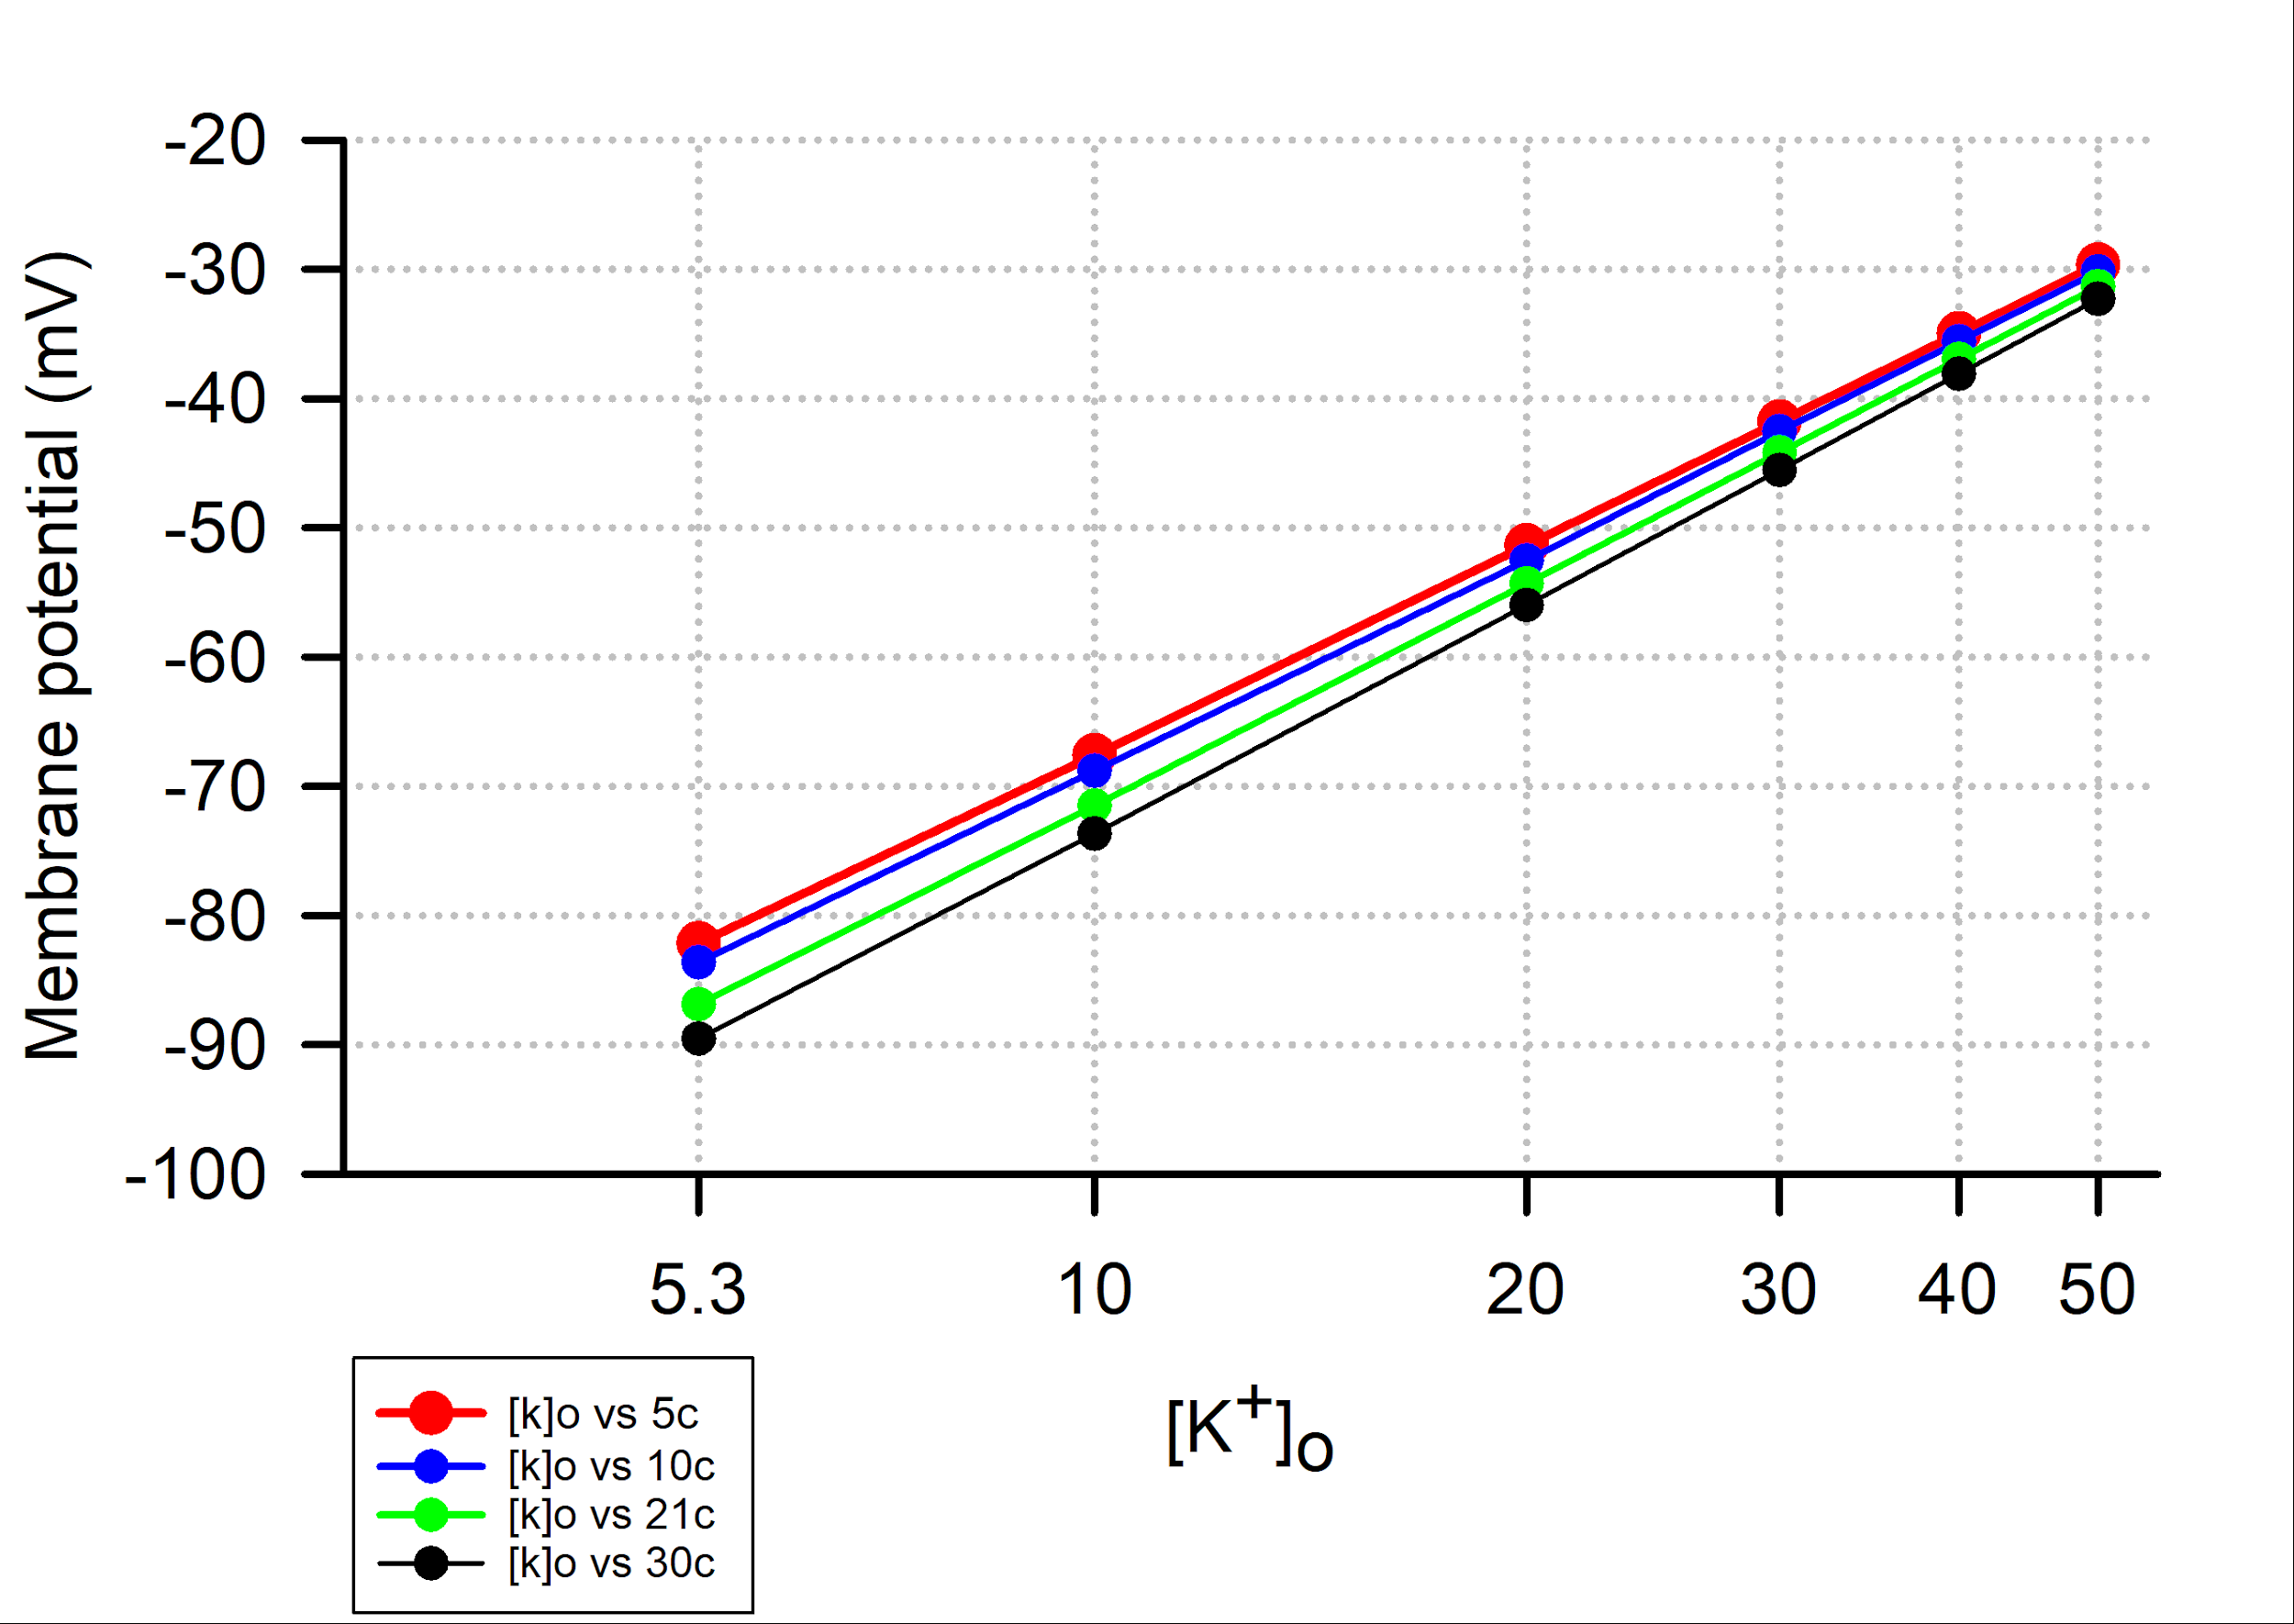 Membrane potential (mV)
-20
-30
-40
-50
-60
-70
-80
-90
-100
5.3 10 20 30 40 50
[K⁺]ₒ
[k]o vs 5c
[k]o vs 10c
[k]o vs 21c
[k]o vs 30c